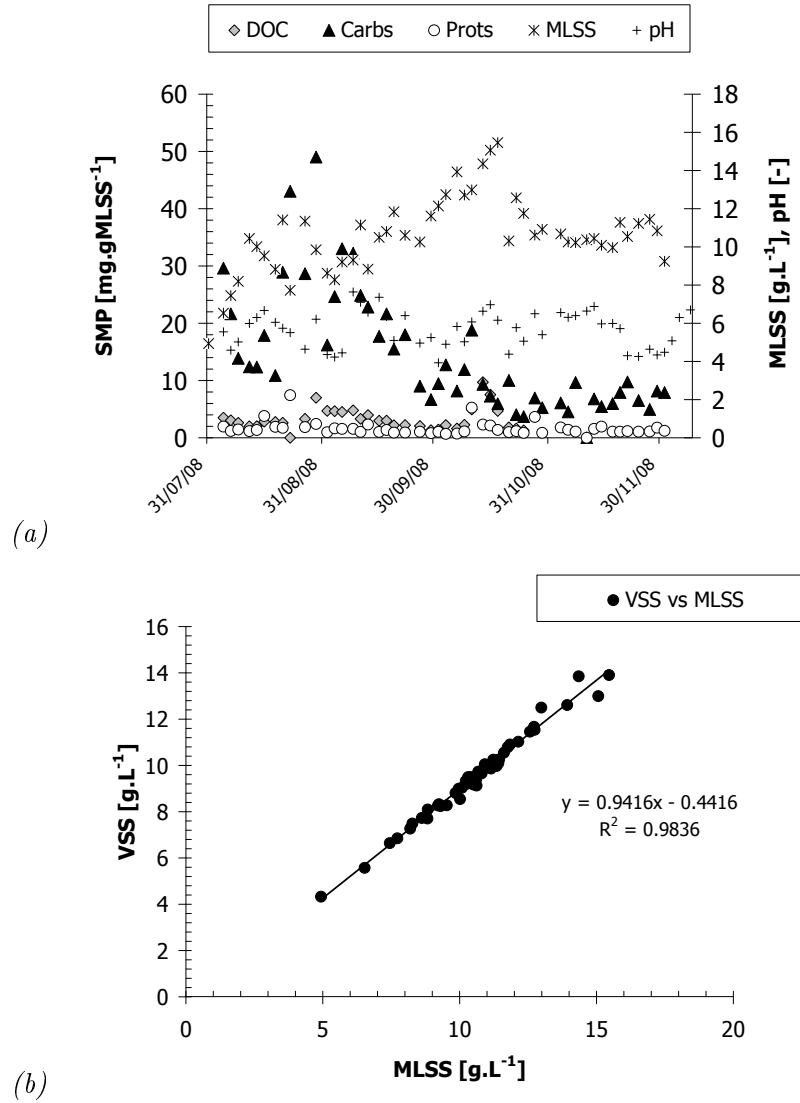 DOC Carbs Prots MLSS pH
60
50
40
30
20
10
0
SMP [mg.gMLSS⁻¹]
18
16
14
12
10
8
6
4
2
0
MLSS [g.L⁻¹], pH [-]
31/07/08
31/08/08
30/09/08
31/10/08
30/11/08
(a)
VSS vs MLSS
16
14
12
10
8
6
4
2
0
VSS [g.L⁻¹]
y = 0.9416x - 0.4416
R² = 0.9836
0 5 10 15 20
MLSS [g.L⁻¹]
(b)